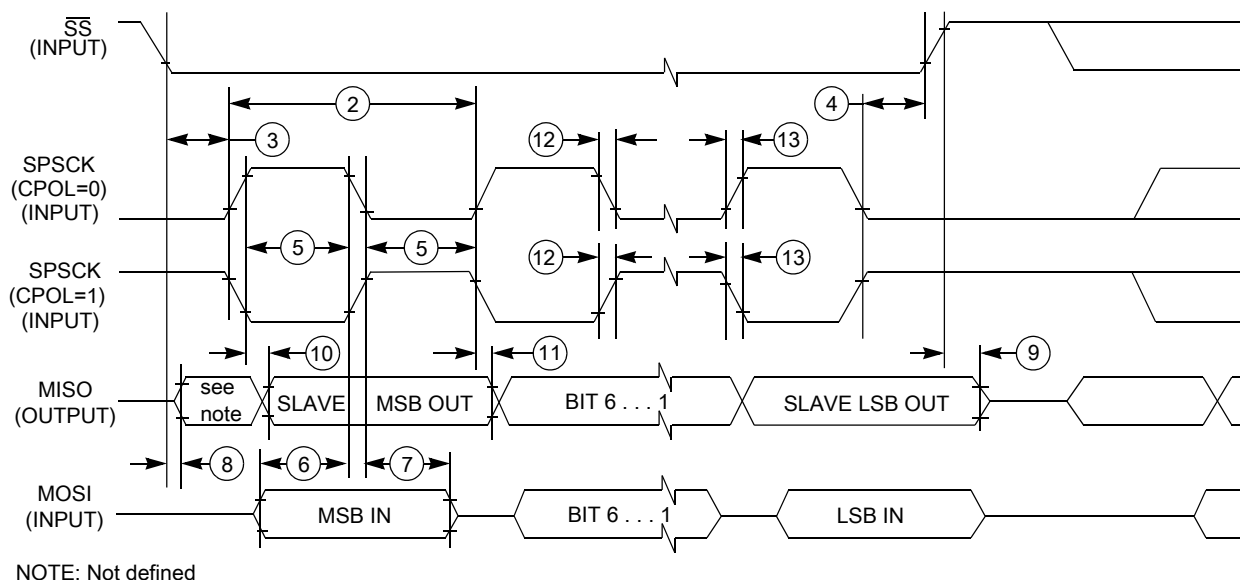 SS
(INPUT)
2
4
3
12
13
SPSCK
(CPOL=0)
(INPUT)
5
5
SPSCK
(CPOL=1)
(INPUT)
12
13
10
11
9
MISO
(OUTPUT)
see
note
SLAVE
MSB OUT
BIT 6 . . . 1
SLAVE LSB OUT
8
6
7
MOSI
(INPUT)
MSB IN
BIT 6 . . . 1
LSB IN
NOTE: Not defined